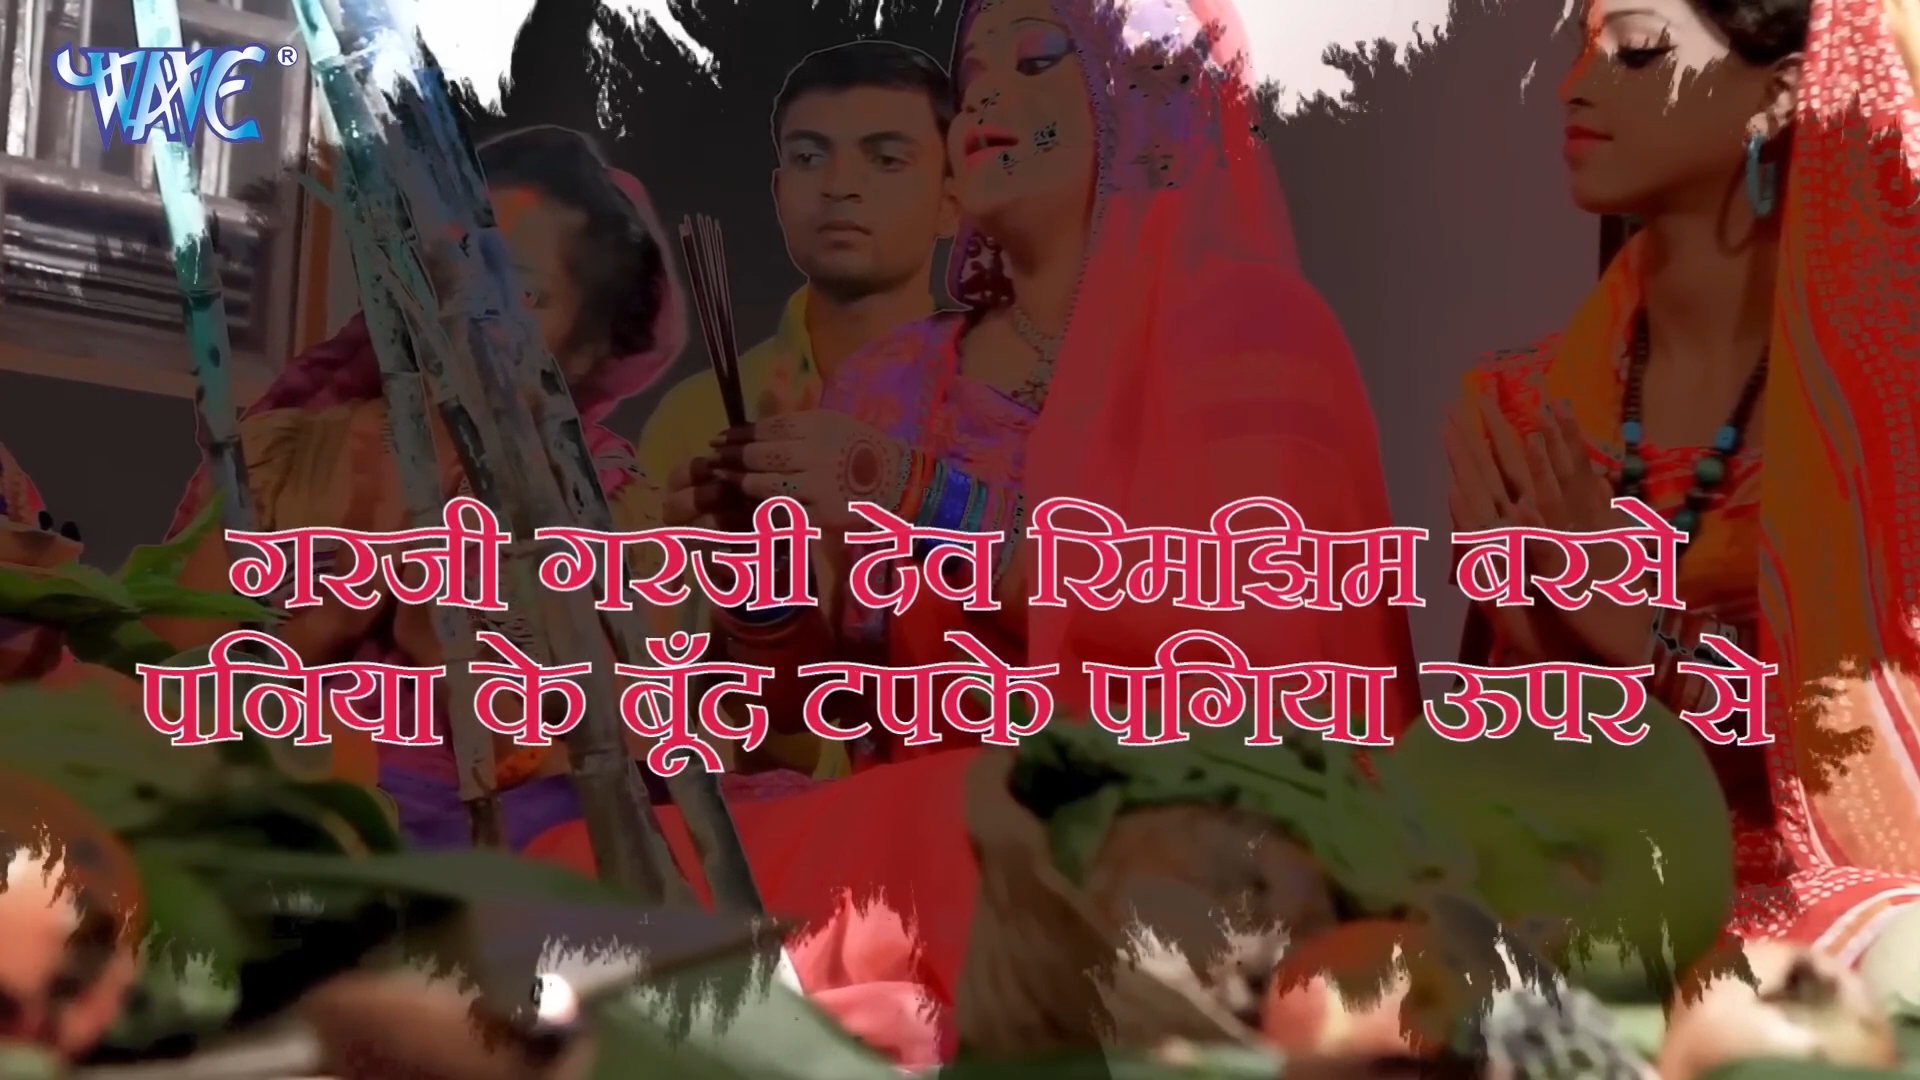 WAVE®
गरजी गरजी देव रिमझिम बरसे
पनिया के बूँद टपके पगिया ऊपर से